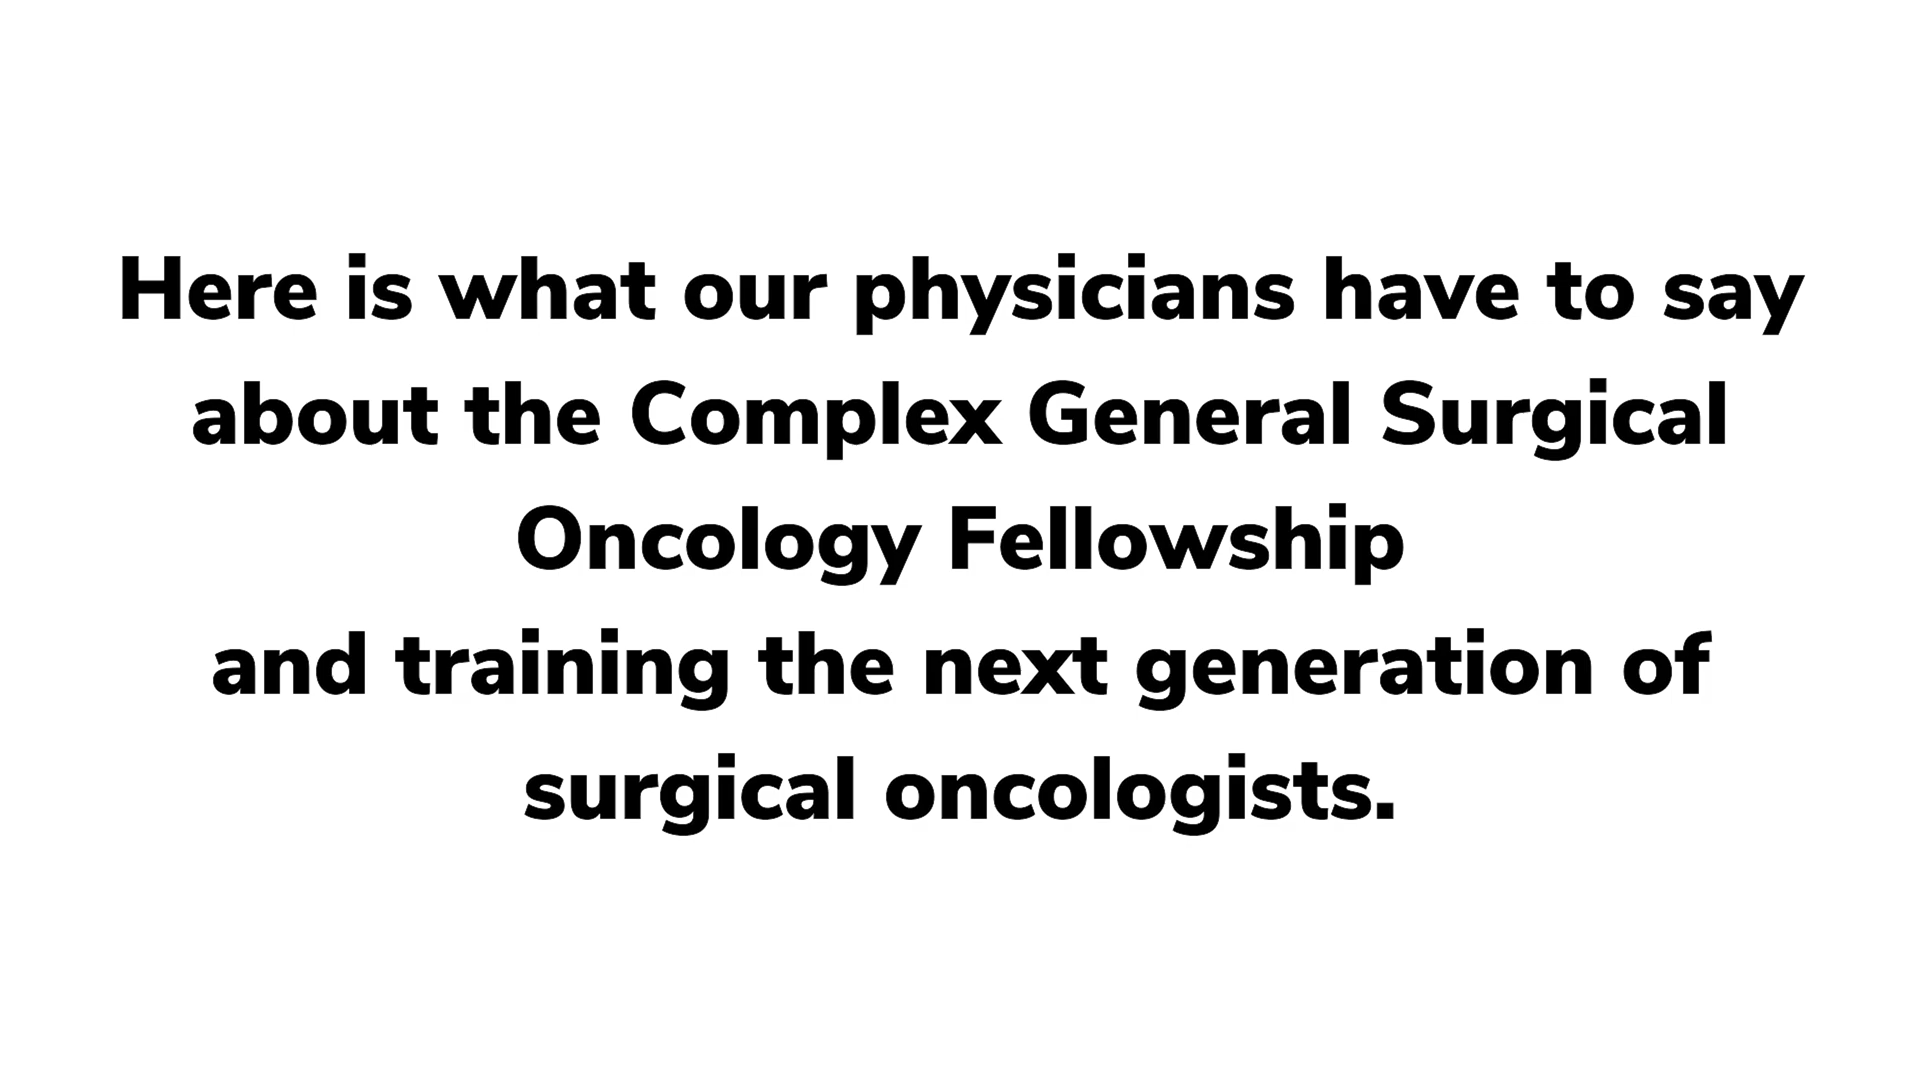 Here is what our physicians have to say
about the Complex General Surgical
Oncology Fellowship
and training the next generation of
surgical oncologists.